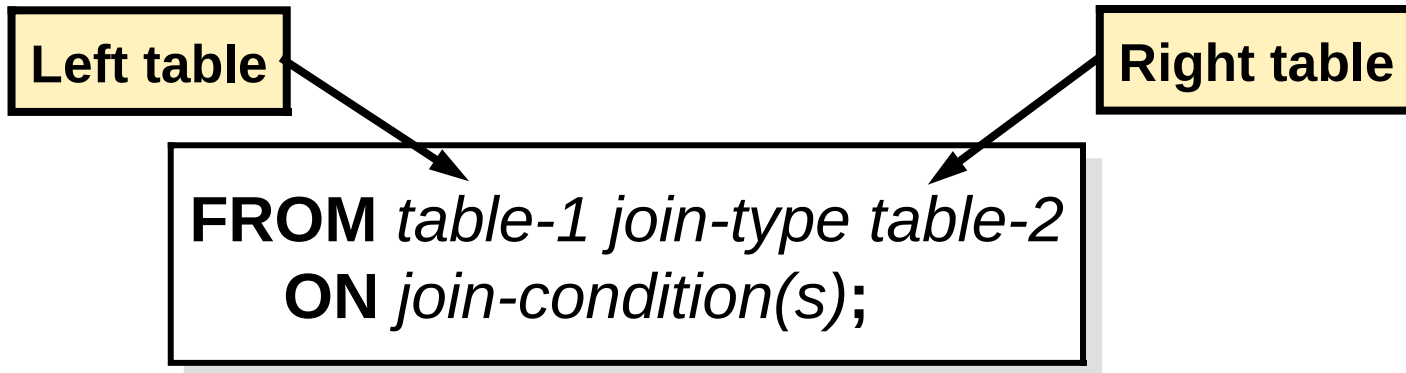 Left table
Right table
FROM table-1 join-type table-2
ON join-condition(s);